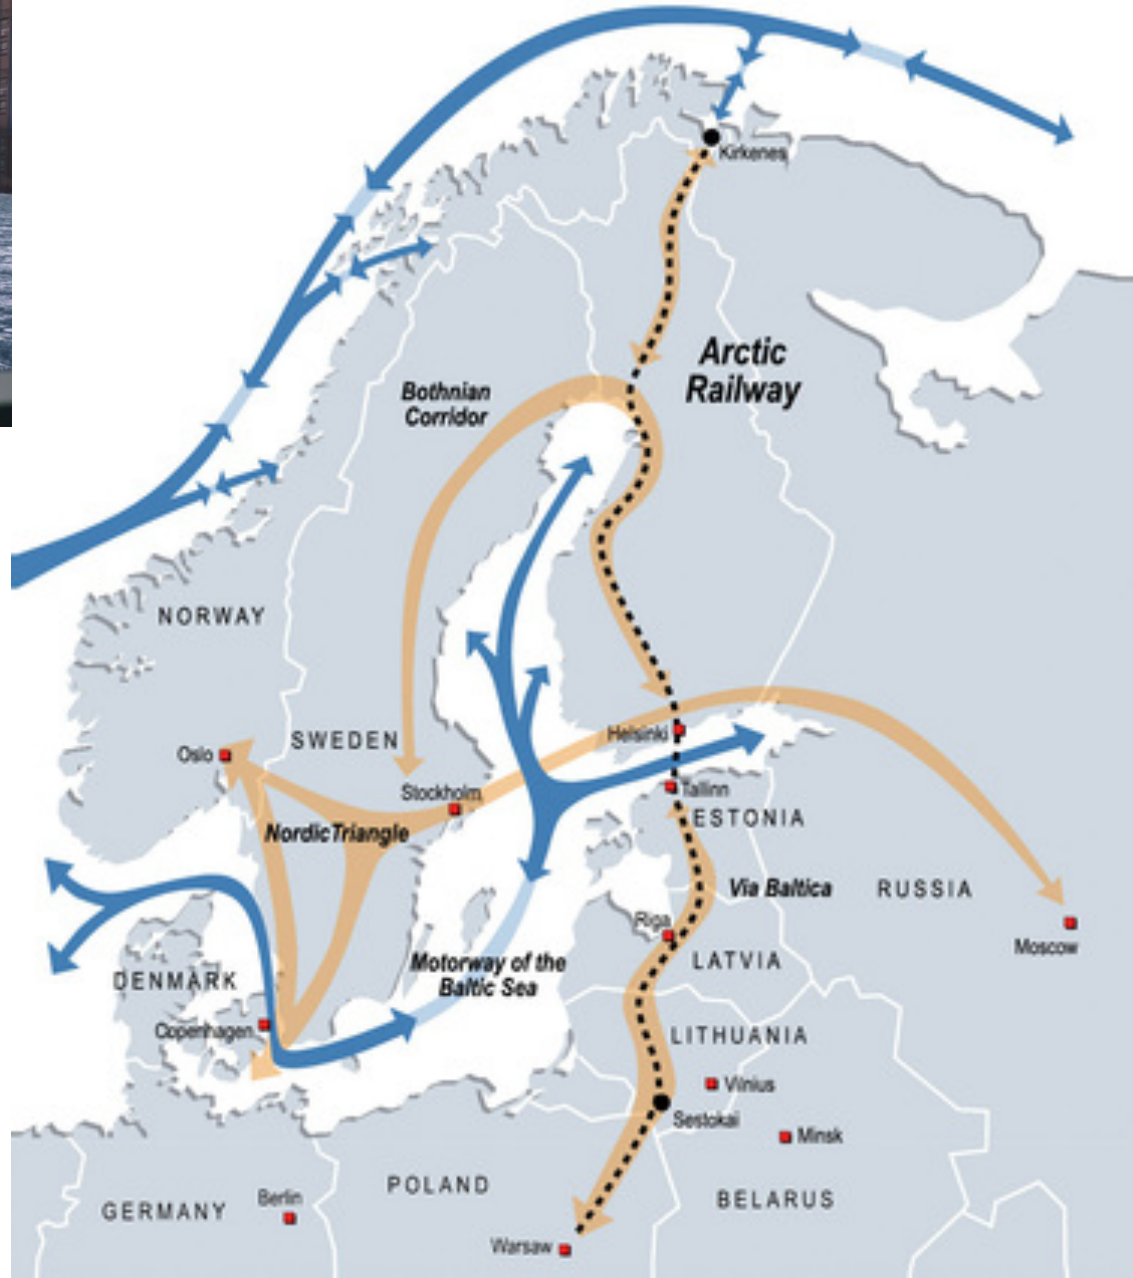 Kirkenes
Arctic
Railway
Bothnian
Corridor
NORWAY
SWEDEN
Oslo
Helsinki
Stockholm
Tallinn
ESTONIA
NordicTriangle
Via Baltica
RUSSIA
Riga
Moscow
LATVIA
Motorway of the
Baltic Sea
DENMARK
Copenhagen
LITHUANIA
Vilnius
Sestokai
Minsk
POLAND
BELARUS
GERMANY
Berlin
Warsaw